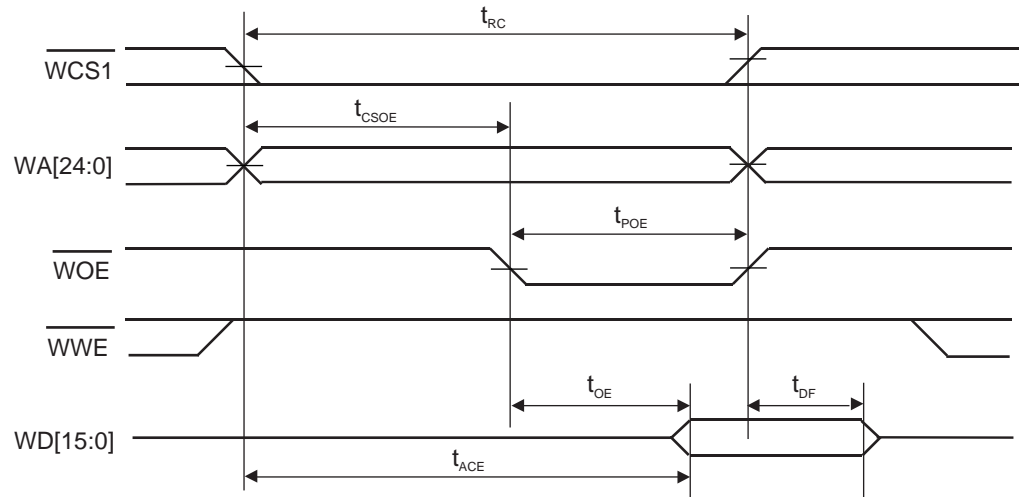 tRC
WCS1
tCSOE
WA[24:0]
tPOE
WOE
WWE
tOE
tDF
WD[15:0]
tACE